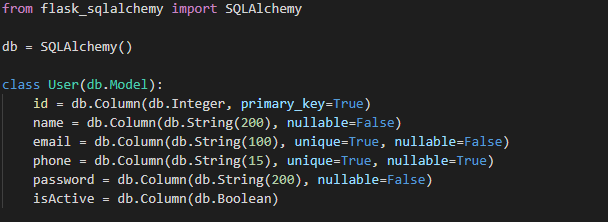 from flask_sqlalchemy import SQLAlchemy
db = SQLAlchemy()
class User(db.Model):
id = db.Column(db.Integer, primary_key=True)
name = db.Column(db.String(200), nullable=False)
email = db.Column(db.String(100), unique=True, nullable=False)
phone = db.Column(db.String(15), unique=True, nullable=True)
password = db.Column(db.String(200), nullable=False)
isActive = db.Column(db.Boolean)